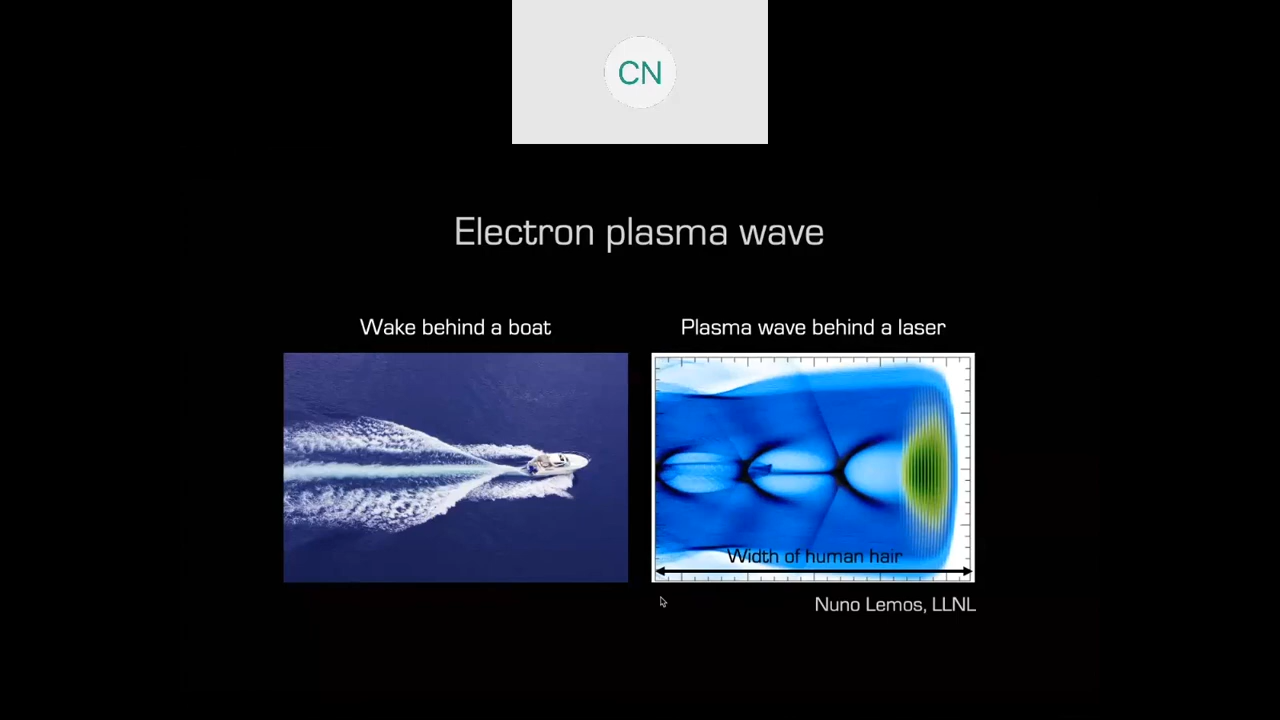 CN
Electron plasma wave
Wake behind a boat
Plasma wave behind a laser
Width of human hair
Nuno Lemos, LLNL